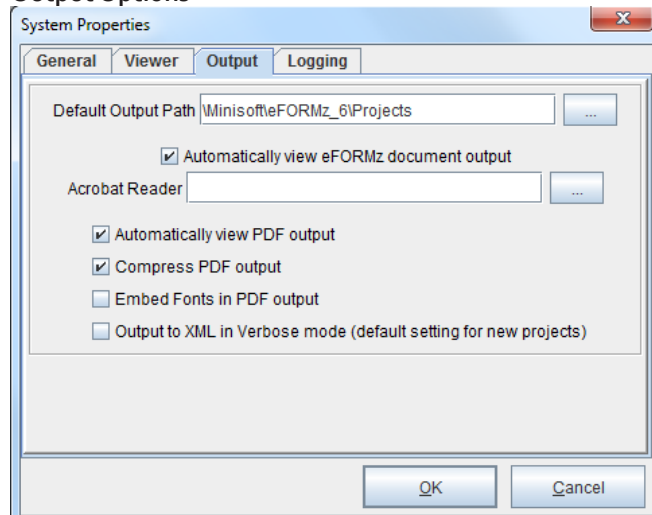 Output Options
System Properties
General Viewer Output Logging
Default Output Path \Minisoft\eFORMz_6\Projects ...
Automatically view eFORMz document output
Acrobat Reader ...
Automatically view PDF output
Compress PDF output
Embed Fonts in PDF output
Output to XML in Verbose mode (default setting for new projects)
OK Cancel